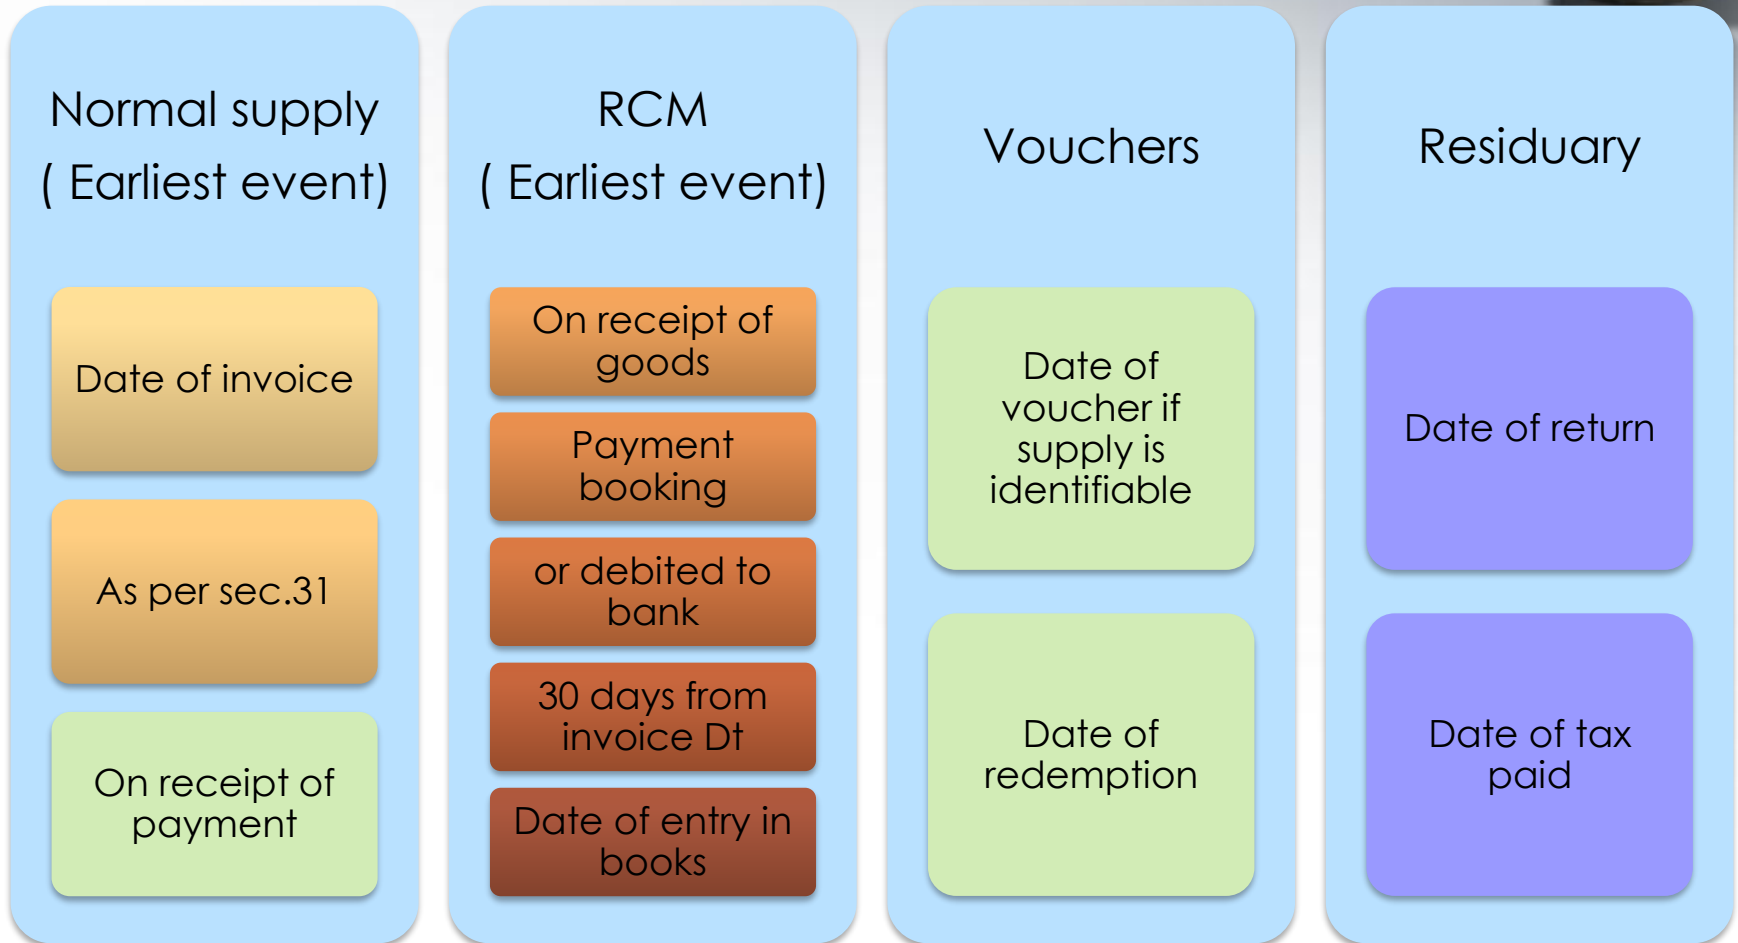 Normal supply
( Earliest event)
Date of invoice
As per sec.31
On receipt of
payment
RCM
( Earliest event)
On receipt of
goods
Payment
booking
or debited to
bank
30 days from
invoice Dt
Date of entry in
books
Vouchers
Date of
voucher if
supply is
identifiable
Date of
redemption
Residuary
Date of return
Date of tax
paid